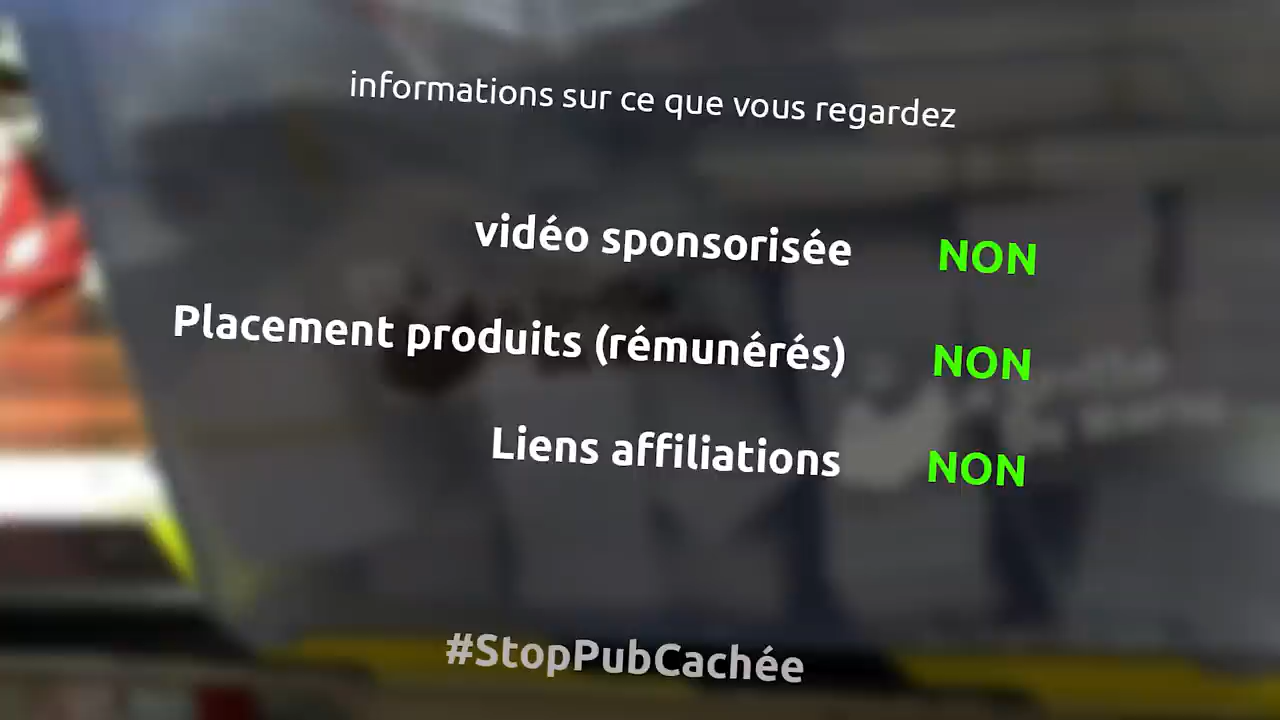 informations sur ce que vous regardez
vidéo sponsorisée NON
Placement produits (rémunérés) NON
Liens affiliations NON
#StopPubCachée